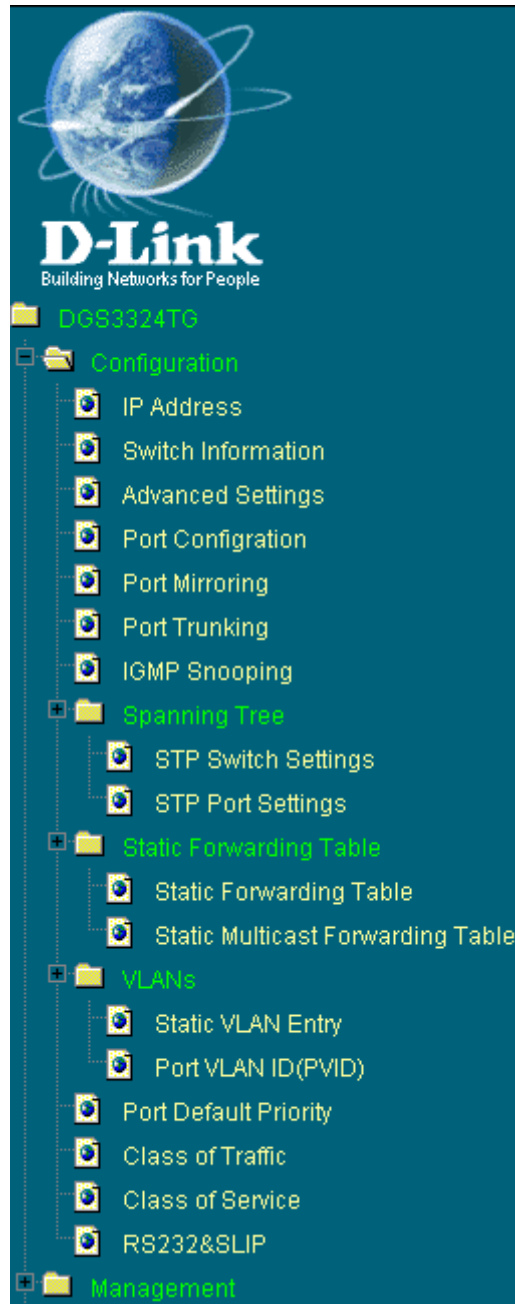 D-Link
Building Networks for People
DGS3324TG
Configuration
IP Address
Switch Information
Advanced Settings
Port Configration
Port Mirroring
Port Trunking
IGMP Snooping
Spanning Tree
STP Switch Settings
STP Port Settings
Static Forwarding Table
Static Forwarding Table
Static Multicast Forwarding Table
VLANs
Static VLAN Entry
Port VLAN ID(PVID)
Port Default Priority
Class of Traffic
Class of Service
RS232&SLIP
Management